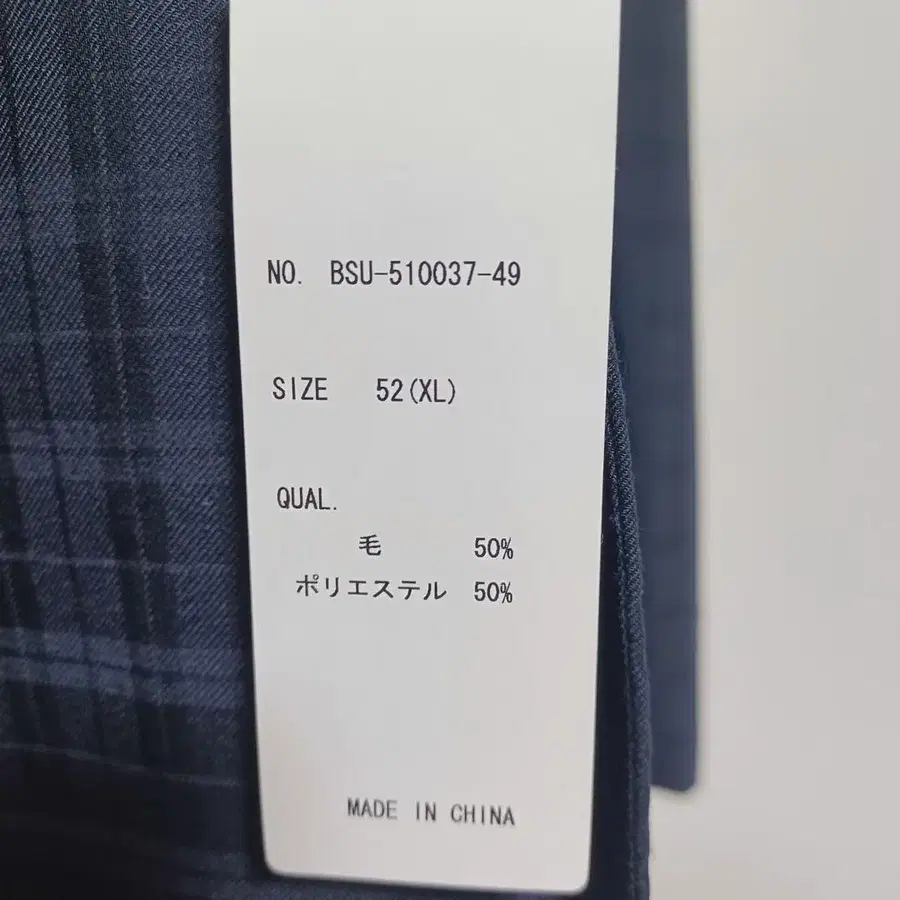 NO. BSU-510037-49
SIZE 52(XL)
QUAL.
毛 50%
ポリエステル 50%
MADE IN CHINA